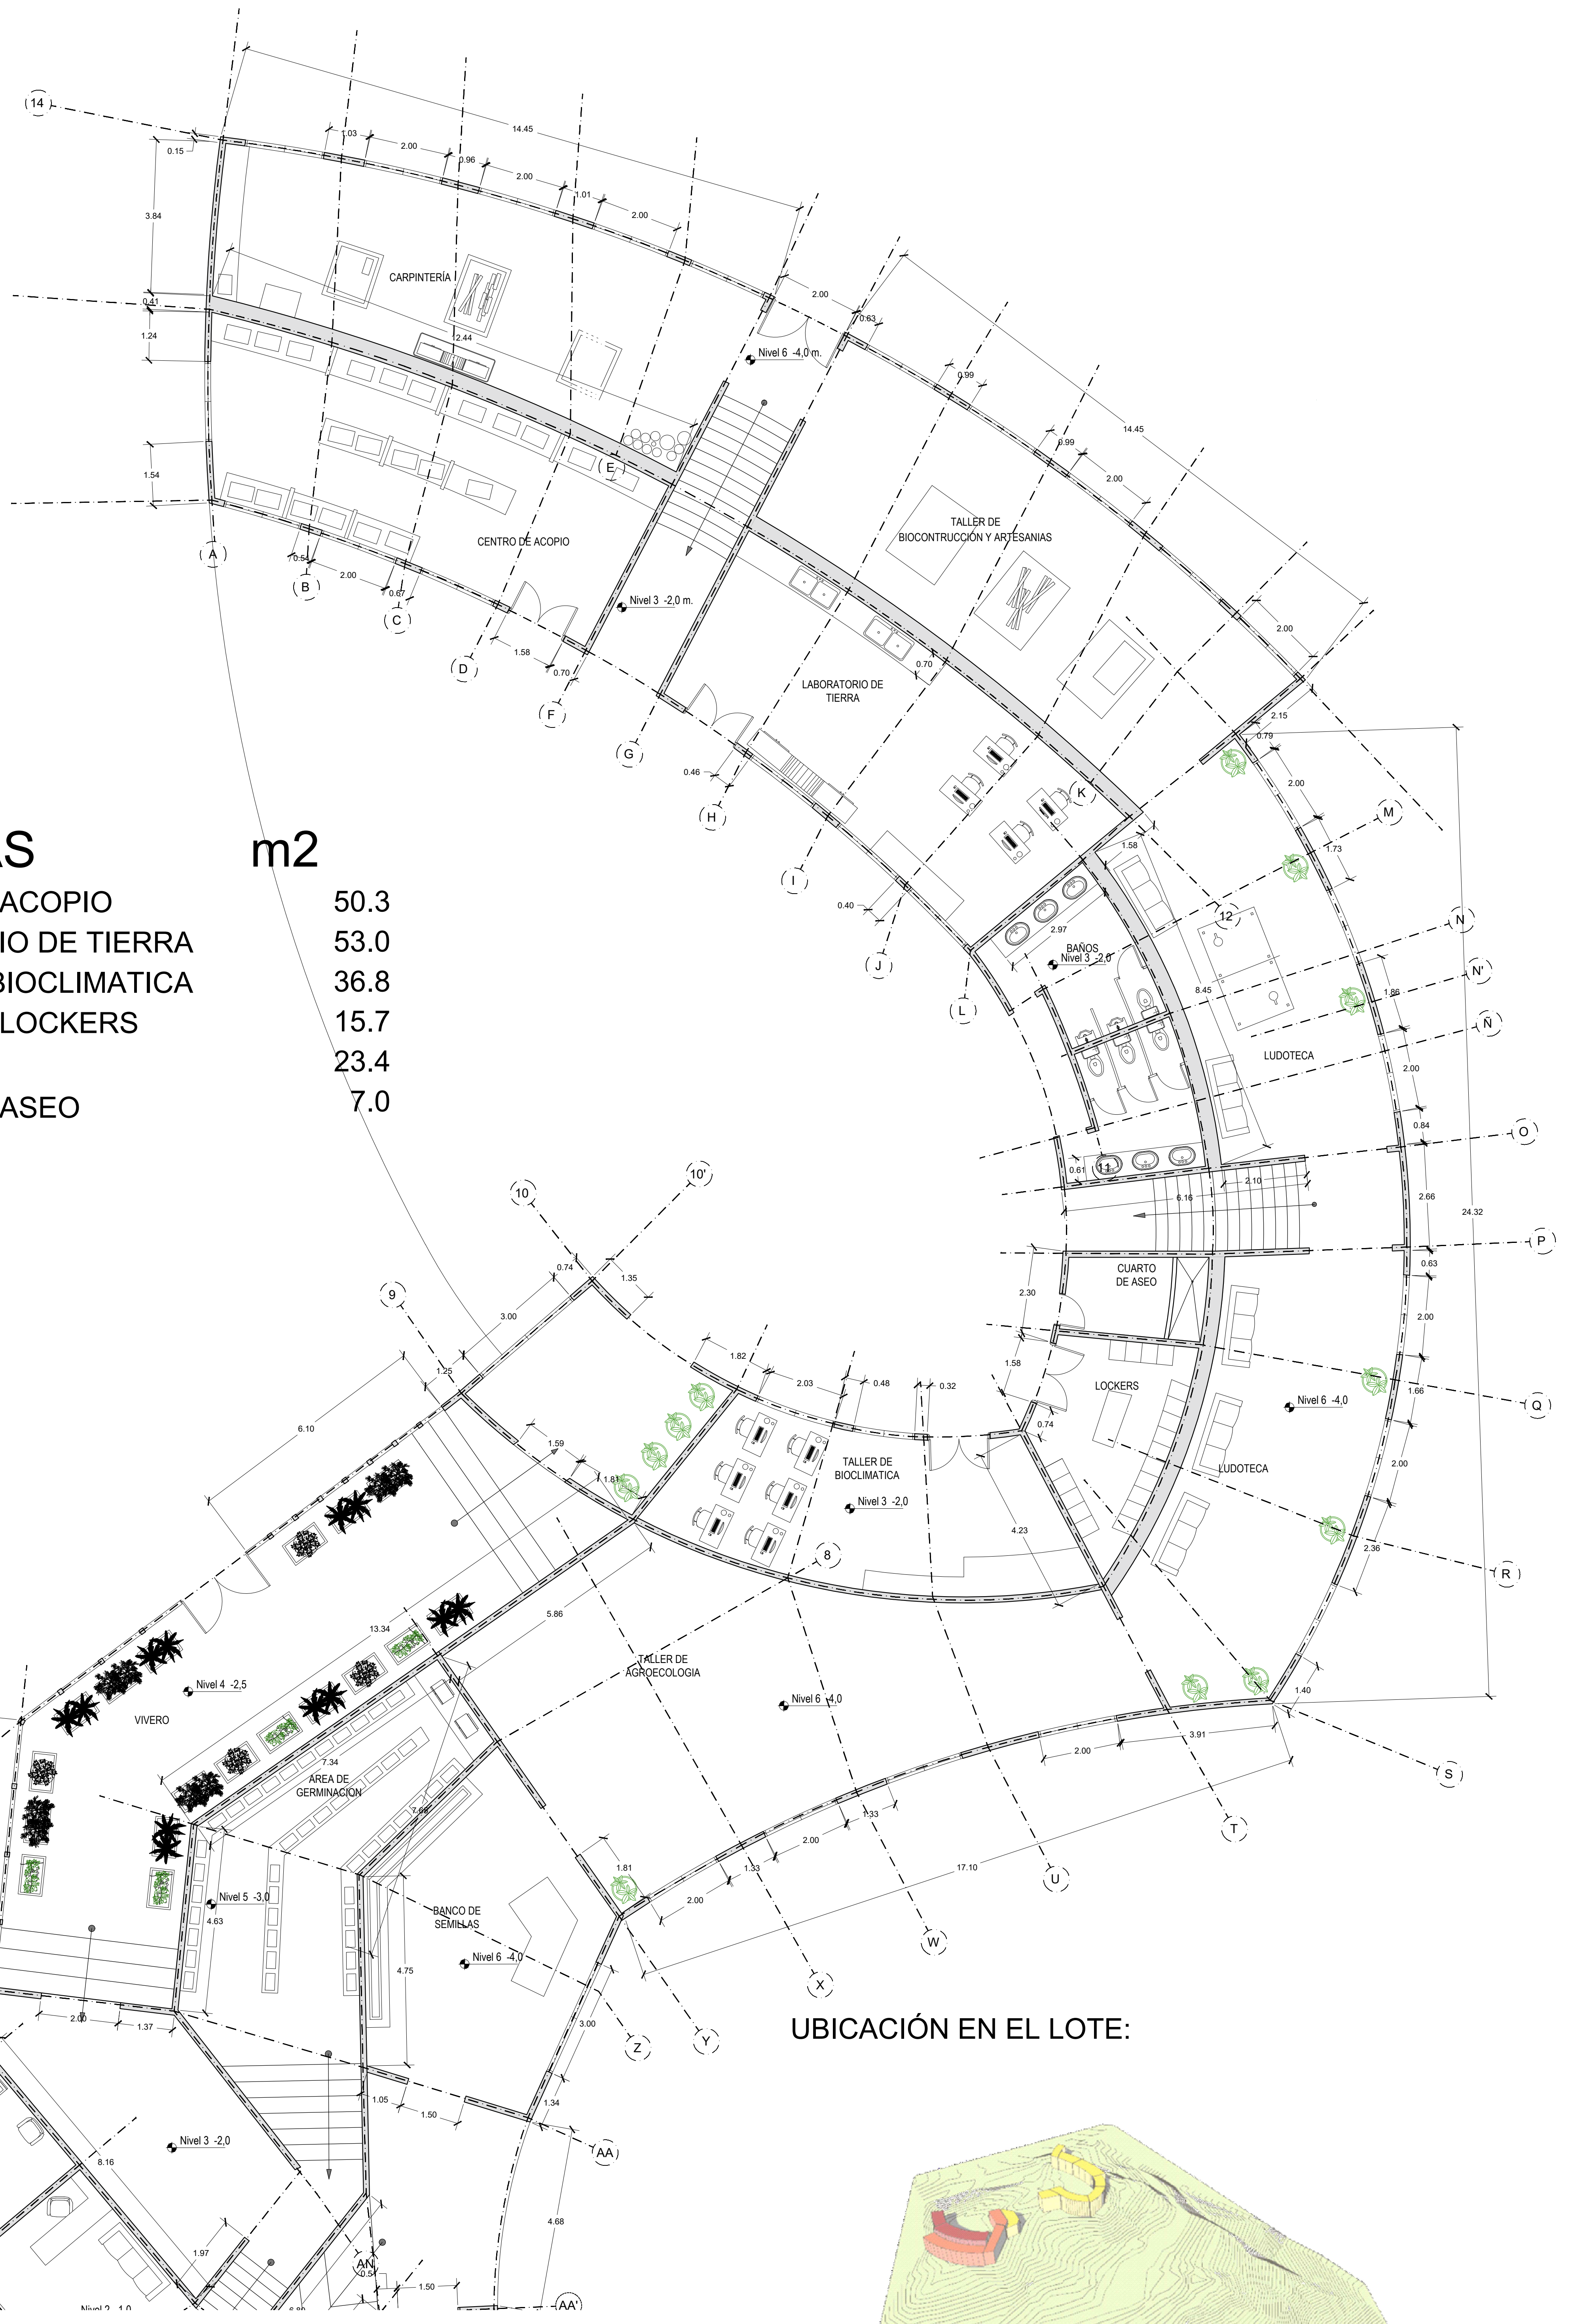 14
0.15
1.03
2.00
0.96
2.00
1.01
2.00
14.45
3.84
0.41
1.24
1.54
CARPINTERÍA
2.44
2.00
0.63
Nivel 6 -4,0 m.
0.99
0.99
2.00
14.45
2.00
E
CENTRO DE ACOPIO
TALLER DE
BIOCONTRUCCIÓN Y ARTESANIAS
Nivel 3 -2,0 m.
A
B
C
D
F
G
H
I
J
L
2.00
0.67
1.58
0.70
0.70
LABORATORIO DE
TIERRA
0.46
0.40
K
2.15
0.79
2.00
1.73
M
1.58
12
2.97
BAÑOS
Nivel 3 -2,0
8.45
N
N'
Ñ
1.86
LUDOTECA
2.00
0.84
O
2.66
24.32
P
0.63
2.00
1.66
Q
2.00
2.36
R
AS m2
ACOPIO 50.3
IO DE TIERRA 53.0
BIOCLIMATICA 36.8
LOCKERS 15.7
23.4
ASEO 7.0
0.61
11
6.16
2.10
CUARTO
DE ASEO
2.30
1.58
LOCKERS
0.74
Nivel 6 -4,0
LUDOTECA
10
10'
9
0.74
1.35
3.00
1.25
6.10
1.82
2.03
0.48
0.32
1.59
1.81
TALLER DE
BIOCLIMATICA
Nivel 3 -2,0
4.23
8
5.86
13.34
TALLER DE
AGROECOLOGIA
Nivel 6 -4,0
1.40
3.91
2.00
S
T
1.33
2.00
1.33
2.00
17.10
U
W
X
Y
Z
1.81
Nivel 4 -2,5
VIVERO
7.34
AREA DE
GERMINACION
7.68
Nivel 5 -3,0
4.63
BANCO DE
SEMILLAS
Nivel 6 -4,0
4.75
3.00
1.34
1.05
1.50
AA
2.00
1.37
Nivel 3 -2,0
8.16
1.97
4.68
AN
1.50
AA'
Nivel 2 -1,0
UBICACIÓN EN EL LOTE: